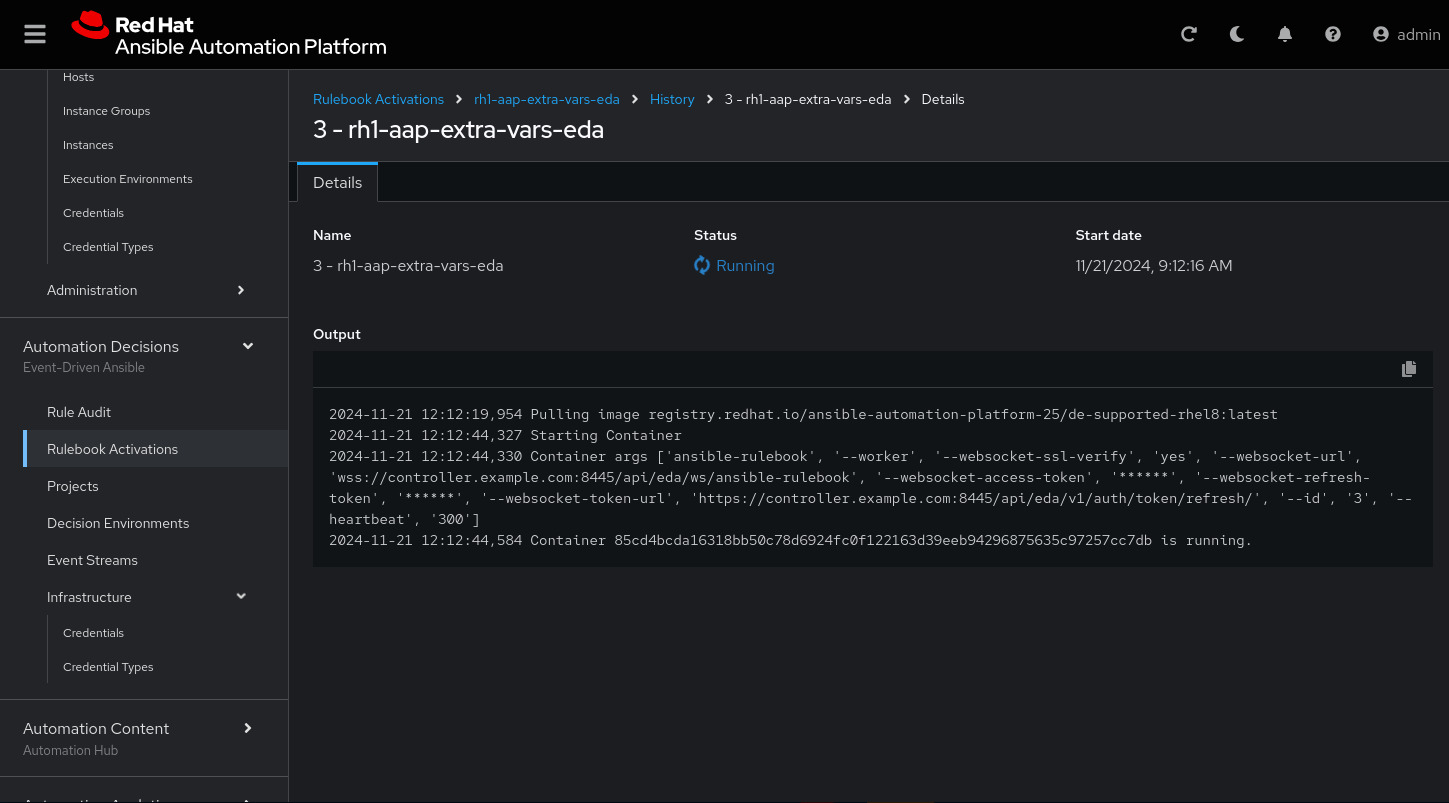 Red Hat
Ansible Automation Platform
admin
Hosts
Instance Groups
Instances
Execution Environments
Credentials
Credential Types
Administration
Automation Decisions
Event-Driven Ansible
Rule Audit
Rulebook Activations
Projects
Decision Environments
Event Streams
Infrastructure
Credentials
Credential Types
Automation Content
Automation Hub
Rulebook Activations > rh1-aap-extra-vars-eda > History > 3 - rh1-aap-extra-vars-eda > Details
3 - rh1-aap-extra-vars-eda
Details
Name
3 - rh1-aap-extra-vars-eda
Status
Running
Start date
11/21/2024, 9:12:16 AM
Output
2024-11-21 12:12:19,954 Pulling image registry.redhat.io/ansible-automation-platform-25/de-supported-rhel8:latest
2024-11-21 12:12:44,327 Starting Container
2024-11-21 12:12:44,330 Container args ['ansible-rulebook', '--worker', '--websocket-ssl-verify', 'yes', '--websocket-url',
'wss://controller.example.com:8445/api/eda/ws/ansible-rulebook', '--websocket-access-token', '******', '--websocket-refresh-
token', '******', '--websocket-token-url', 'https://controller.example.com:8445/api/eda/v1/auth/token/refresh/', '--id', '3', '--
heartbeat', '300']
2024-11-21 12:12:44,584 Container 85cd4bcda16318bb50c78d6924fc0f122163d39eeb94296875635c97257cc7db is running.